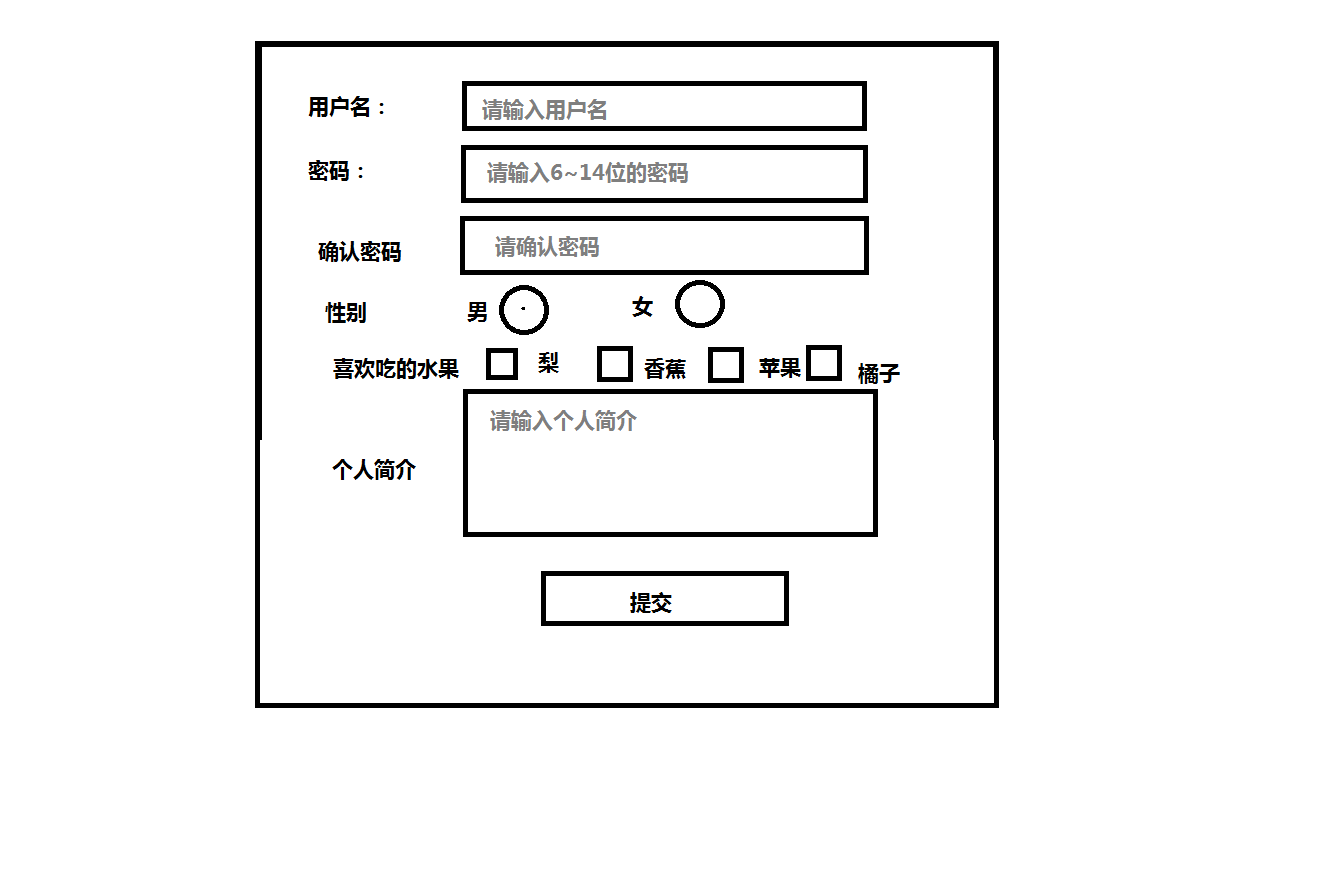 用户名： 请输入用户名
密码： 请输入6~14位的密码
确认密码 请确认密码
性别 男 女
喜欢吃的水果 梨 香蕉 苹果 橘子
请输入个人简介
个人简介
提交